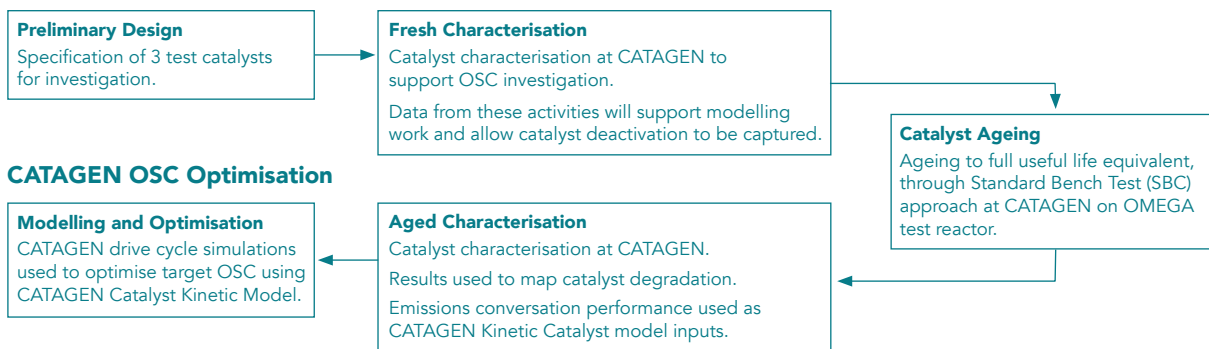 Preliminary Design
Specification of 3 test catalysts
for investigation.
Fresh Characterisation
Catalyst characterisation at CATAGEN to
support OSC investigation.
Data from these activities will support modelling
work and allow catalyst deactivation to be captured.
Catalyst Ageing
Ageing to full useful life equivalent,
through Standard Bench Test (SBC)
approach at CATAGEN on OMEGA
test reactor.
CATAGEN OSC Optimisation
Aged Characterisation
Catalyst characterisation at CATAGEN.
Results used to map catalyst degradation.
Emissions conversation performance used as
CATAGEN Kinetic Catalyst model inputs.
Modelling and Optimisation
CATAGEN drive cycle simulations
used to optimise target OSC using
CATAGEN Catalyst Kinetic Model.